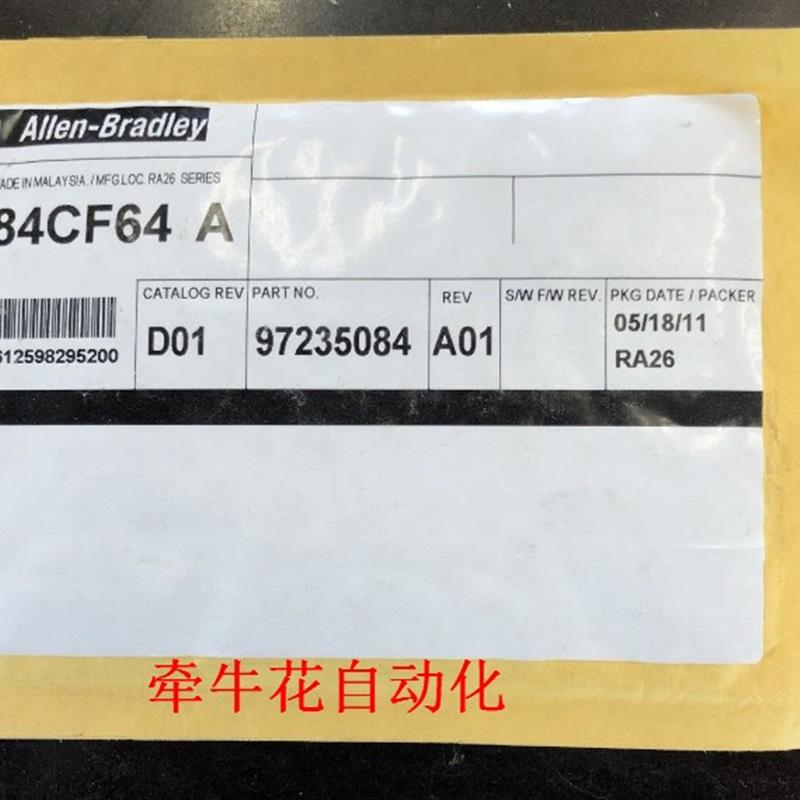 Allen-Bradley
ADE IN MALAYSIA. / MFG LOC. RA26 SERIES
84CF64 A
CATALOG REV
D01
PART NO.
97235084
REV
A01
S/W F/W REV.
PKG DATE / PACKER
05/18/11
RA26
612598295200
牵牛花自动化